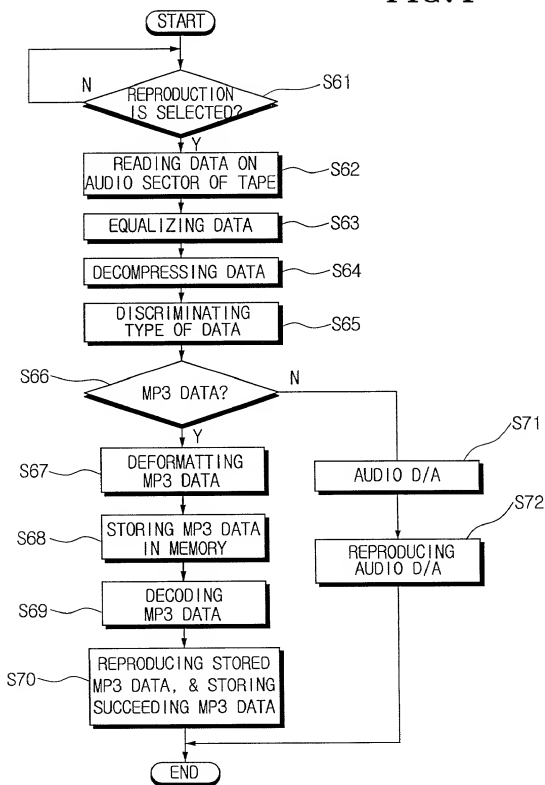 START
N
REPRODUCTION
IS SELECTED?
S61
Y
READING DATA ON
AUDIO SECTOR OF TAPE
S62
EQUALIZING DATA
S63
DECOMPRESSING DATA
S64
DISCRIMINATING
TYPE OF DATA
S65
S66
MP3 DATA?
N
Y
S67
DEFORMATTING
MP3 DATA
S71
AUDIO D/A
S68
STORING MP3 DATA
IN MEMORY
S72
REPRODUCING
AUDIO D/A
S69
DECODING
MP3 DATA
S70
REPRODUCING STORED
MP3 DATA, & STORING
SUCCEEDING MP3 DATA
END